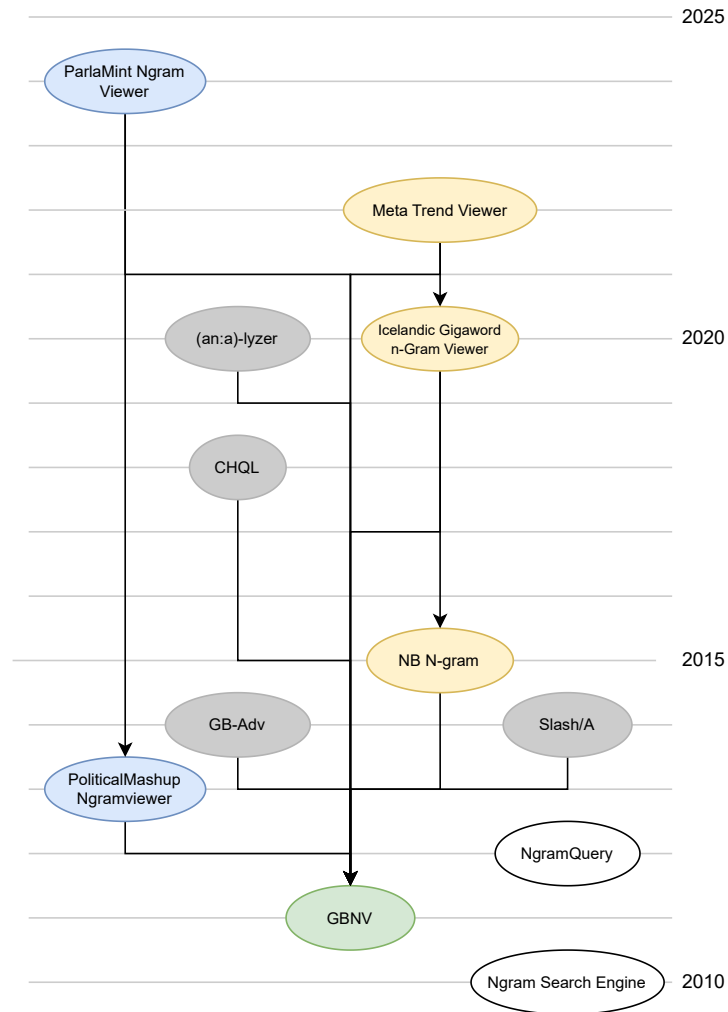 2025
ParlaMint Ngram
Viewer
Meta Trend Viewer
(an:a)-lyzer
Icelandic Gigaword
n-Gram Viewer
2020
CHQL
NB N-gram
2015
GB-Adv
Slash/A
PoliticalMashup
Ngramviewer
NgramQuery
GBNV
Ngram Search Engine
2010